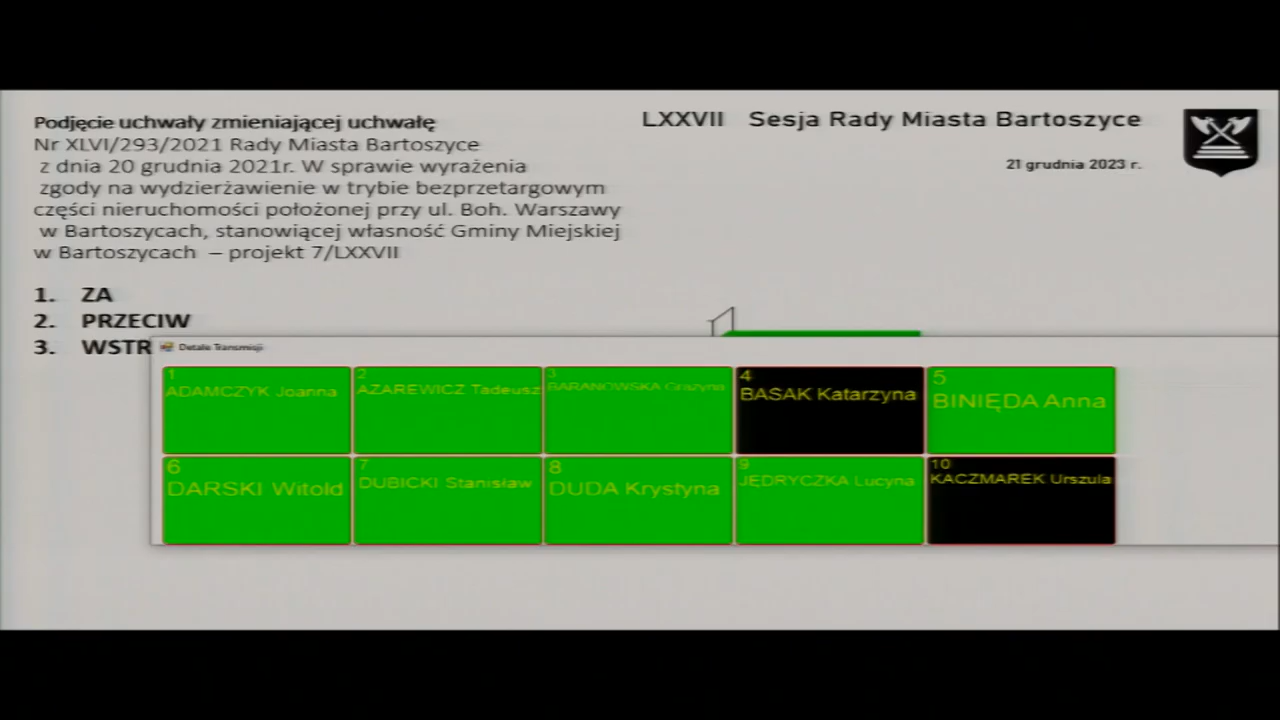 Podjęcie uchwały zmieniającej uchwałę
Nr XLVI/293/2021 Rady Miasta Bartoszyce
z dnia 20 grudnia 2021r. W sprawie wyrażenia
zgody na wydzierżawienie w trybie bezprzetargowym
części nieruchomości położonej przy ul. Boh. Warszawy
w Bartoszycach, stanowiącej własność Gminy Miejskiej
w Bartoszycach – projekt 7/LXXVII
LXXVII Sesja Rady Miasta Bartoszyce
21 grudnia 2023 r.
1. ZA
2. PRZECIW
3. WSTR
Detale Transmisji
1
ADAMCZYK Joanna
2
AZAREWICZ Tadeusz
3
BARANOWSKA Grażyna
4
BASAK Katarzyna
5
BINIĘDA Anna
6
DARSKI Witold
7
DUBICKI Stanisław
8
DUDA Krystyna
9
JĘDRYCZKA Lucyna
10
KACZMAREK Urszula